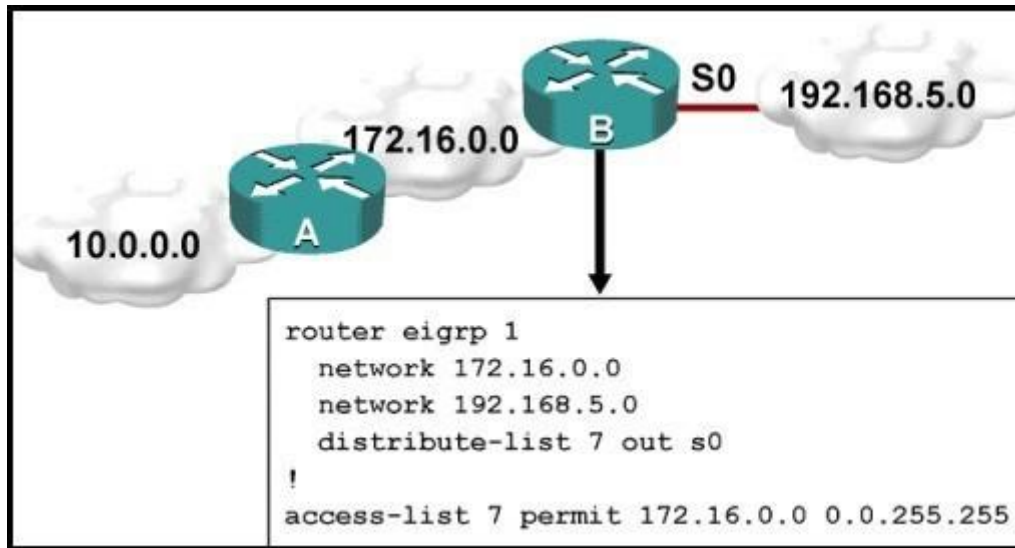 S0
192.168.5.0
B
172.16.0.0
A
10.0.0.0
router eigrp 1
network 172.16.0.0
network 192.168.5.0
distribute-list 7 out s0
!
access-list 7 permit 172.16.0.0 0.0.255.255